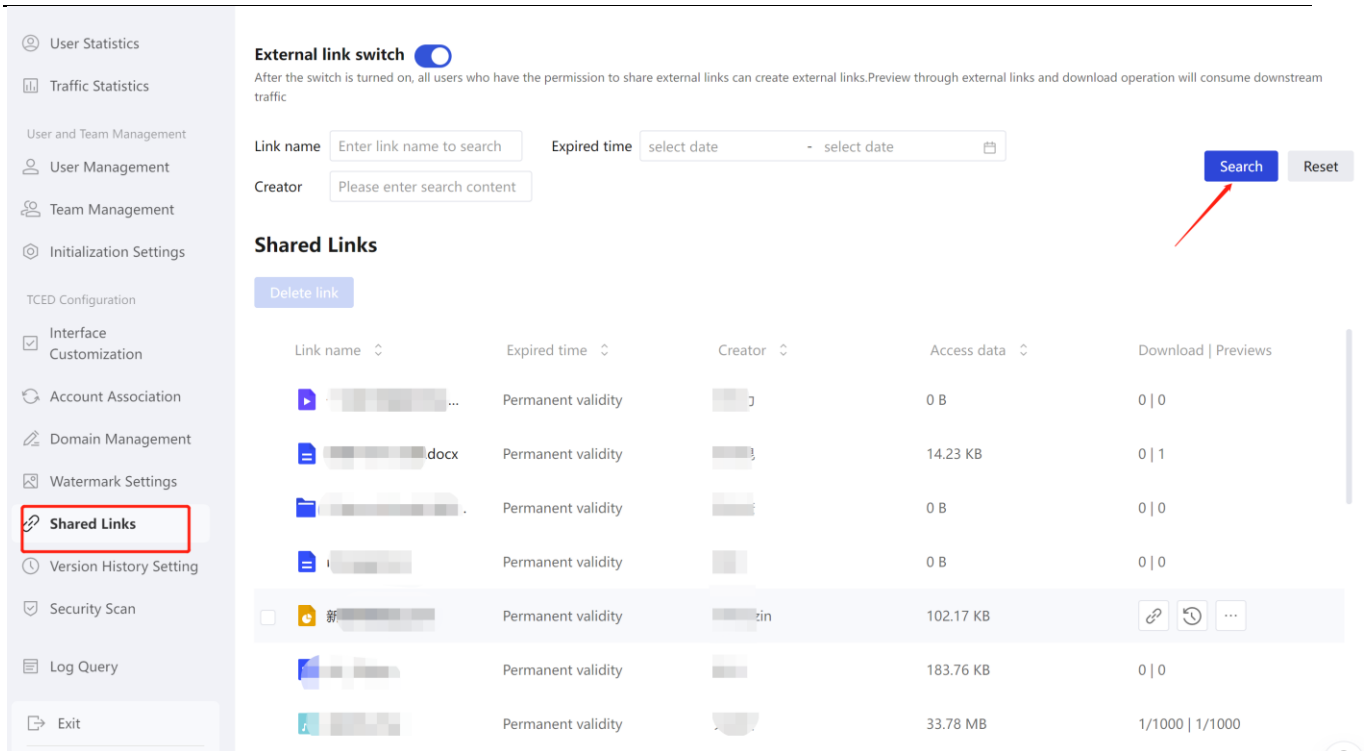 User Statistics
Traffic Statistics
User and Team Management
User Management
Team Management
Initialization Settings
TCED Configuration
Interface
Customization
Account Association
Domain Management
Watermark Settings
Shared Links
Version History Setting
Security Scan
Log Query
Exit
External link switch
After the switch is turned on, all users who have the permission to share external links can create external links.Preview through external links and download operation will consume downstream
traffic
Link name Enter link name to search Expired time select date - select date
Search Reset
Creator Please enter search content
Shared Links
Delete link
Link name Expired time Creator Access data Download | Previews
... Permanent validity 0 B 0 | 0
.docx Permanent validity 14.23 KB 0 | 1
Permanent validity 0 B 0 | 0
Permanent validity 0 B 0 | 0
新 Permanent validity zin 102.17 KB ...
Permanent validity 183.76 KB 0 | 0
Permanent validity 33.78 MB 1/1000 | 1/1000